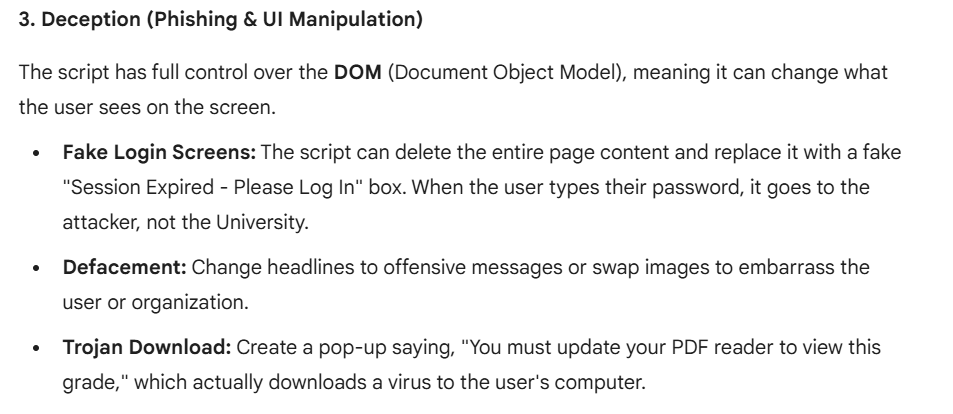 3. Deception (Phishing & UI Manipulation)
The script has full control over the DOM (Document Object Model), meaning it can change what
the user sees on the screen.
• Fake Login Screens: The script can delete the entire page content and replace it with a fake
"Session Expired - Please Log In" box. When the user types their password, it goes to the
attacker, not the University.
• Defacement: Change headlines to offensive messages or swap images to embarrass the
user or organization.
• Trojan Download: Create a pop-up saying, "You must update your PDF reader to view this
grade," which actually downloads a virus to the user's computer.